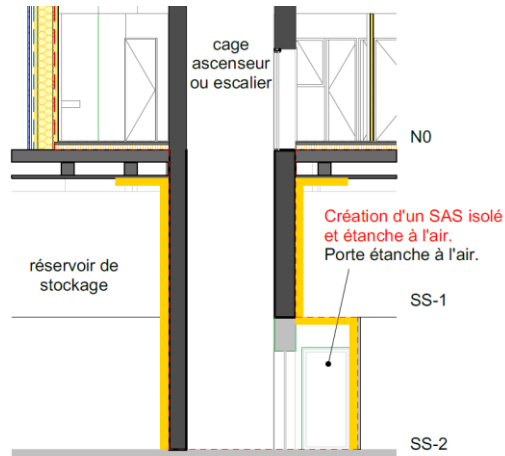 cage
ascenseur
ou escalier
N0
Création d'un SAS isolé
et étanche à l'air.
Porte étanche à l'air.
réservoir de
stockage
SS-1
SS-2